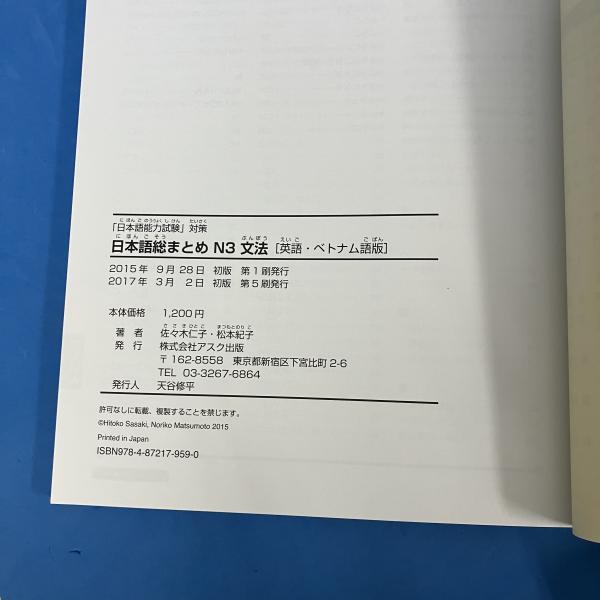 「日本語能力試験」対策
日本語総まとめ N3 文法 [英語・ベトナム語版]
2015年 9月28日 初版 第1刷発行
2017年 3月 2日 初版 第5刷発行
本体価格 1,200円
著者 佐々木仁子・松本紀子
発行 株式会社アスク出版
〒162-8558 東京都新宿区下宮比町2-6
TEL 03-3267-6864
発行人 天谷修平
許可なしに転載、複製することを禁じます。
©Hitoko Sasaki, Noriko Matsumoto 2015
Printed in Japan
ISBN978-4-87217-959-0